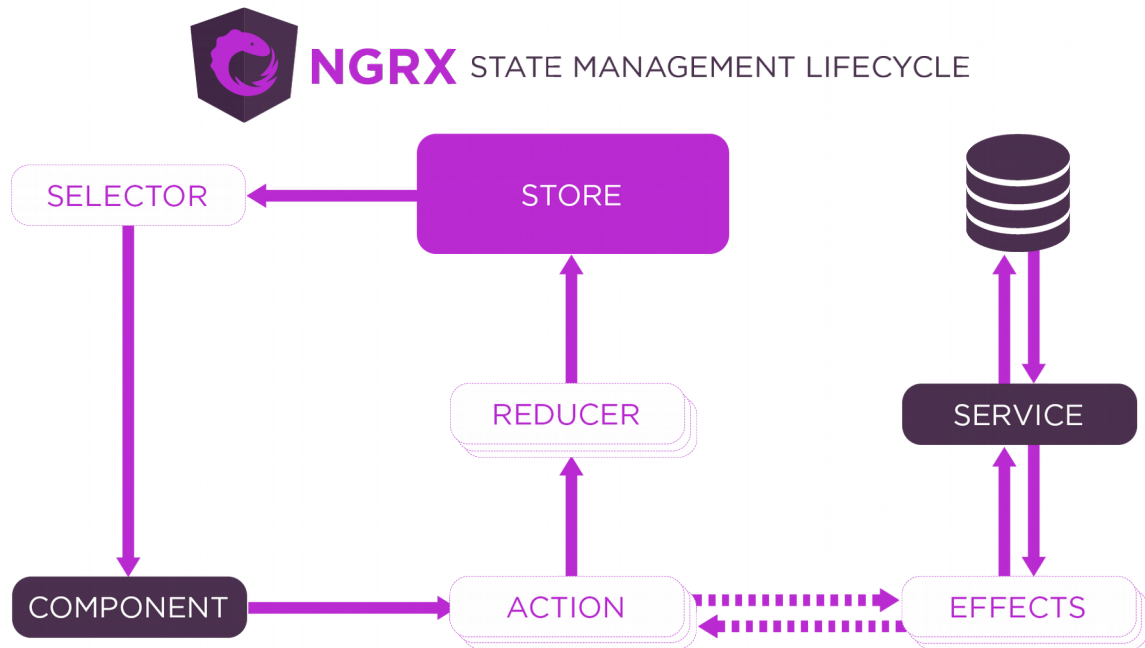 NGRX STATE MANAGEMENT LIFECYCLE
SELECTOR
STORE
REDUCER
SERVICE
COMPONENT
ACTION
EFFECTS